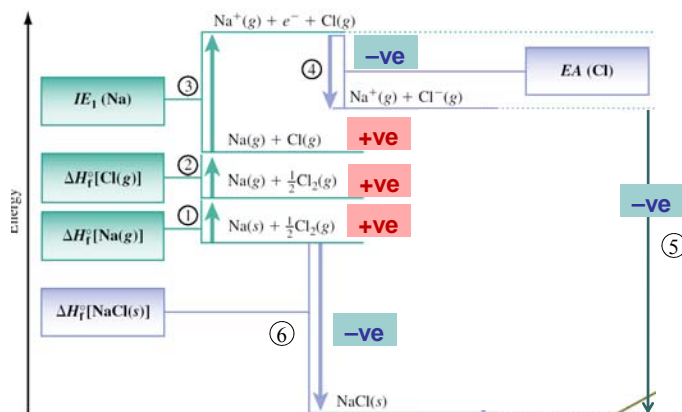 Na⁺(g) + e⁻ + Cl(g)
–ve
④
EA (Cl)
③
IE₁ (Na)
Na⁺(g) + Cl⁻(g)
Na(g) + Cl(g)
+ve
②
ΔH°f[Cl(g)]
Na(g) + ½Cl₂(g)
+ve
–ve
①
ΔH°f[Na(g)]
Na(s) + ½Cl₂(g)
+ve
⑤
Energy
ΔH°f[NaCl(s)]
⑥
–ve
NaCl(s)